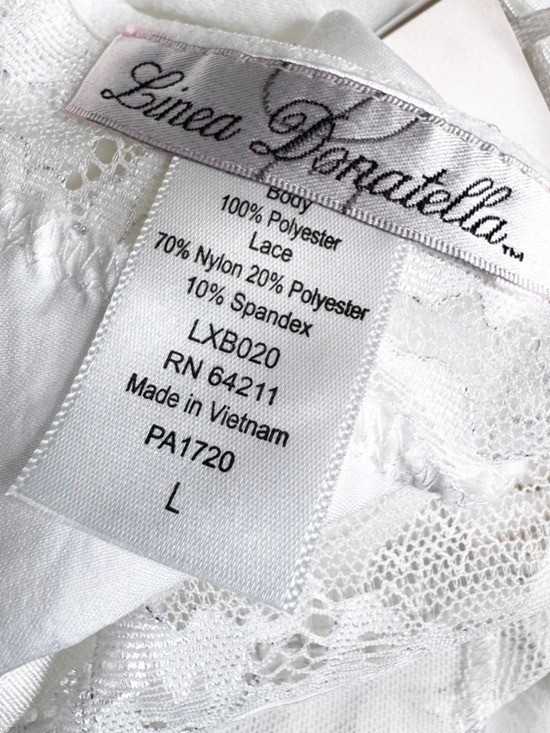 Linea Donatella™
Body
100% Polyester
Lace
70% Nylon 20% Polyester
10% Spandex
LXB020
RN 64211
Made in Vietnam
PA1720
L